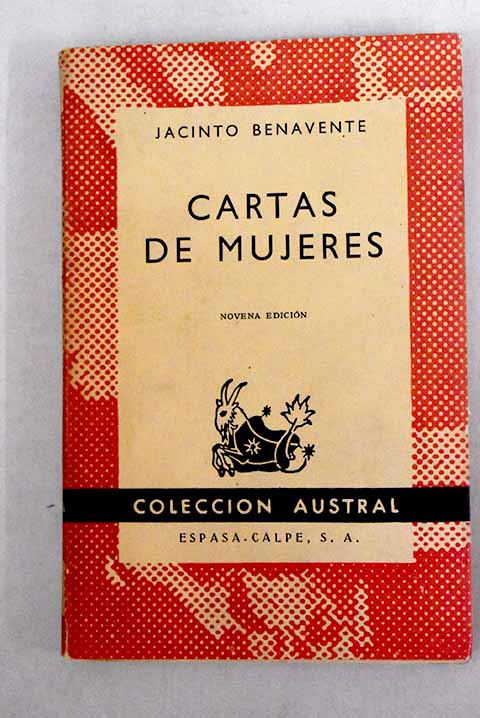 JACINTO BENAVENTE
CARTAS
DE MUJERES
NOVENA EDICIÓN
COLECCION AUSTRAL
ESPASA-CALPE, S. A.